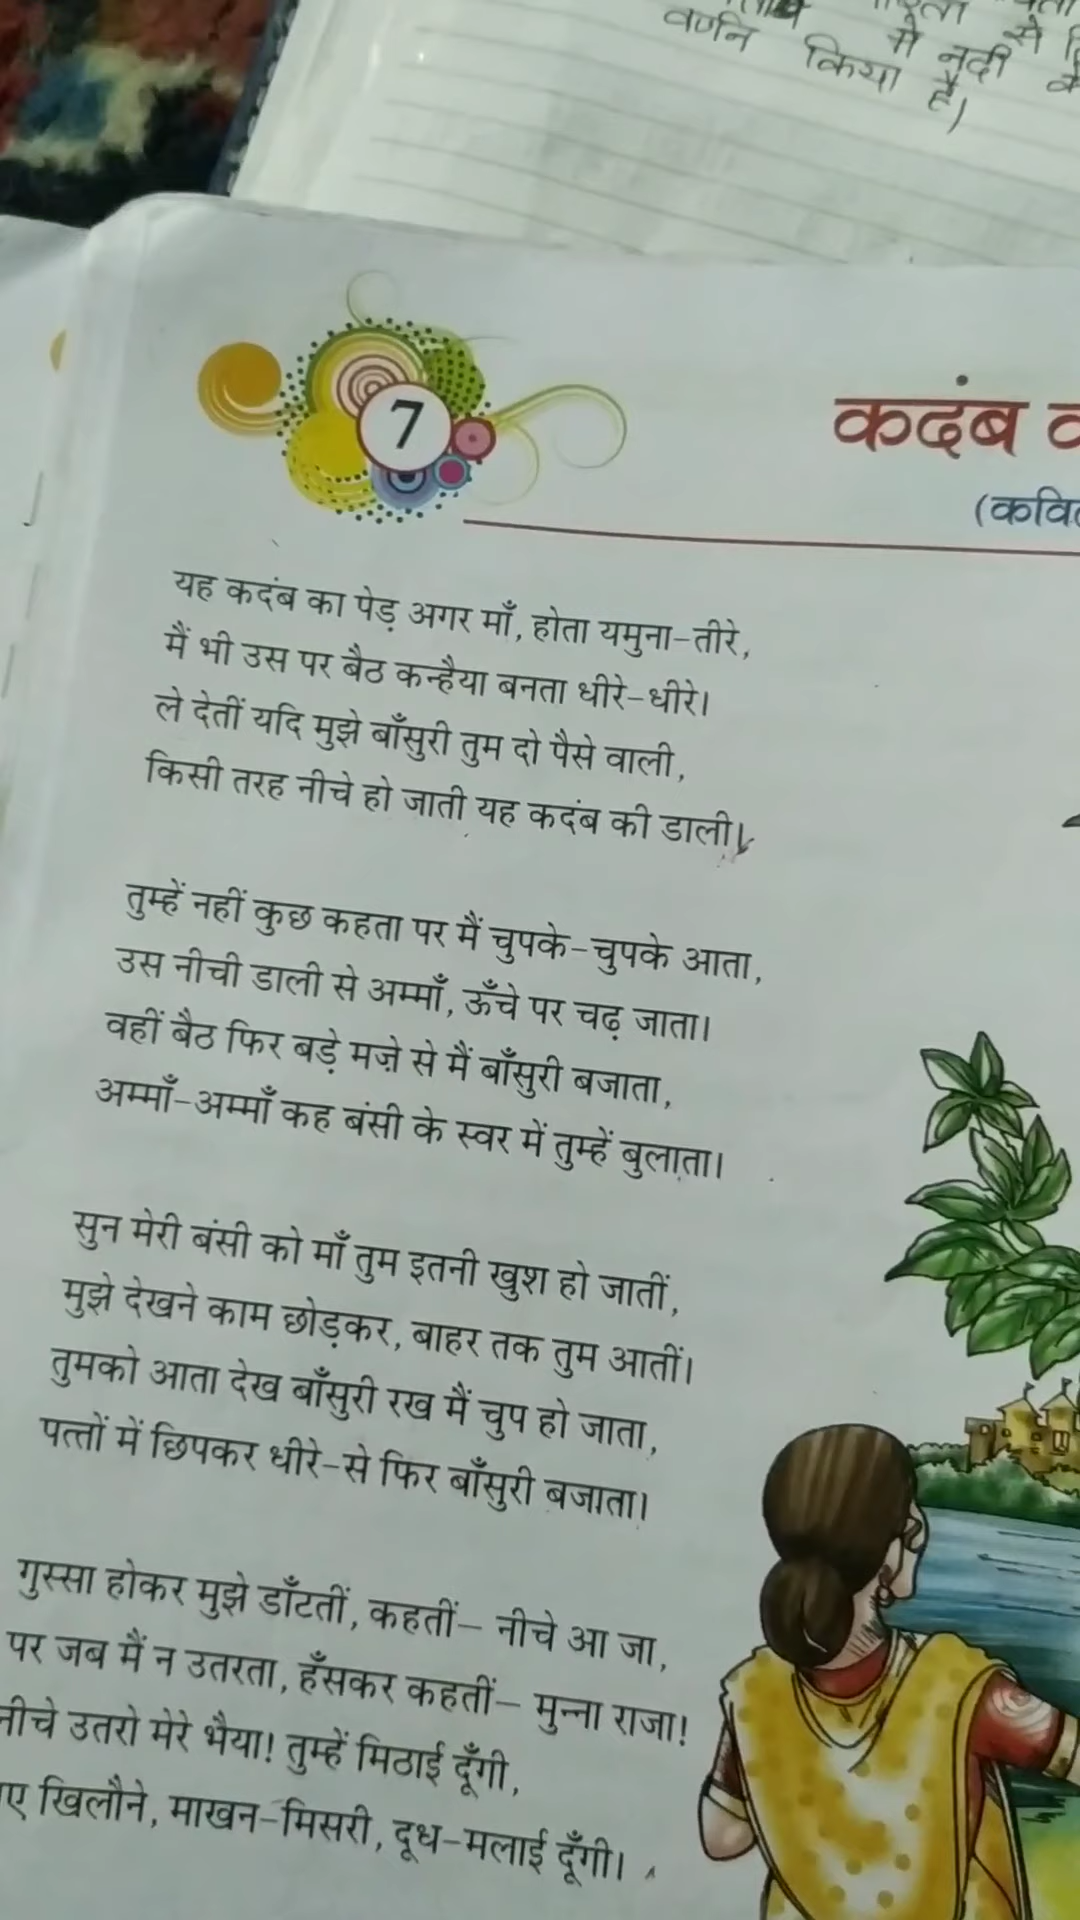 वर्णन किया है।
में नदी
से
7
कदंब
यह कदंब का पेड़ अगर माँ, होता यमुना-तीरे,
मैं भी उस पर बैठ कन्हैया बनता धीरे-धीरे।
ले देतीं यदि मुझे बाँसुरी तुम दो पैसे वाली,
किसी तरह नीचे हो जाती यह कदंब की डाली।
तुम्हें नहीं कुछ कहता पर मैं चुपके-चुपके आता,
उस नीची डाली से अम्माँ, ऊँचे पर चढ़ जाता।
वहीं बैठ फिर बड़े मज़े से मैं बाँसुरी बजाता,
अम्माँ-अम्माँ कह बंसी के स्वर में तुम्हें बुलाता।
सुन मेरी बंसी को माँ तुम इतनी खुश हो जातीं,
मुझे देखने काम छोड़कर, बाहर तक तुम आतीं।
तुमको आता देख बाँसुरी रख मैं चुप हो जाता,
पत्तों में छिपकर धीरे-से फिर बाँसुरी बजाता।
गुस्सा होकर मुझे डाँटतीं, कहतीं- नीचे आ जा,
पर जब मैं न उतरता, हँसकर कहतीं- मुन्ना राजा!
नीचे उतरो मेरे भैया! तुम्हें मिठाई दूँगी,
खिलौने, माखन-मिसरी, दूध-मलाई दूँगी।